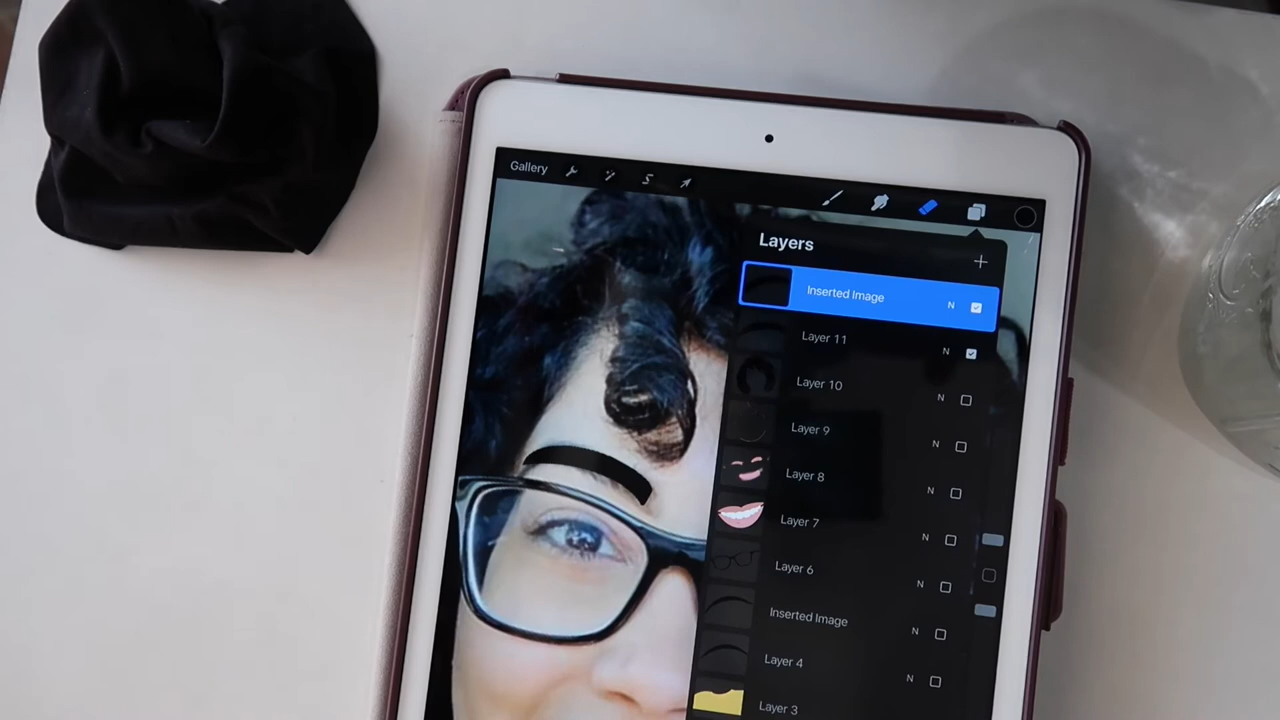 Gallery
Layers
Inserted Image N
Layer 11 N
Layer 10 N
Layer 9 N
Layer 8 N
Layer 7 N
Layer 6 N
Inserted Image N
Layer 4 N
Layer 3